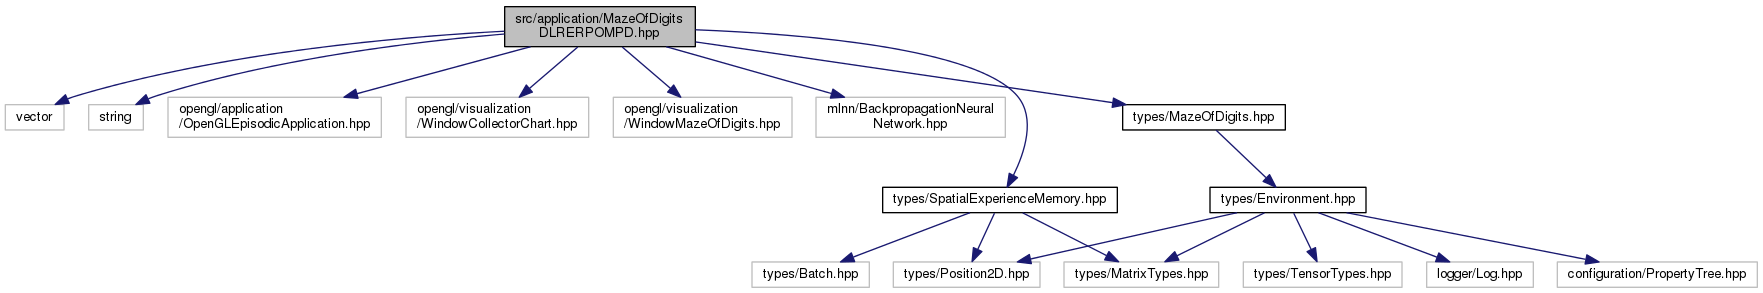 src/application/MazeOfDigits
DLRERPOMPD.hpp
vector
string
opengl/application
/OpenGLEpisodicApplication.hpp
opengl/visualization
/WindowCollectorChart.hpp
opengl/visualization
/WindowMazeOfDigits.hpp
mlnn/BackpropagationNeural
Network.hpp
types/MazeOfDigits.hpp
types/SpatialExperienceMemory.hpp
types/Environment.hpp
types/Batch.hpp
types/Position2D.hpp
types/MatrixTypes.hpp
types/TensorTypes.hpp
logger/Log.hpp
configuration/PropertyTree.hpp